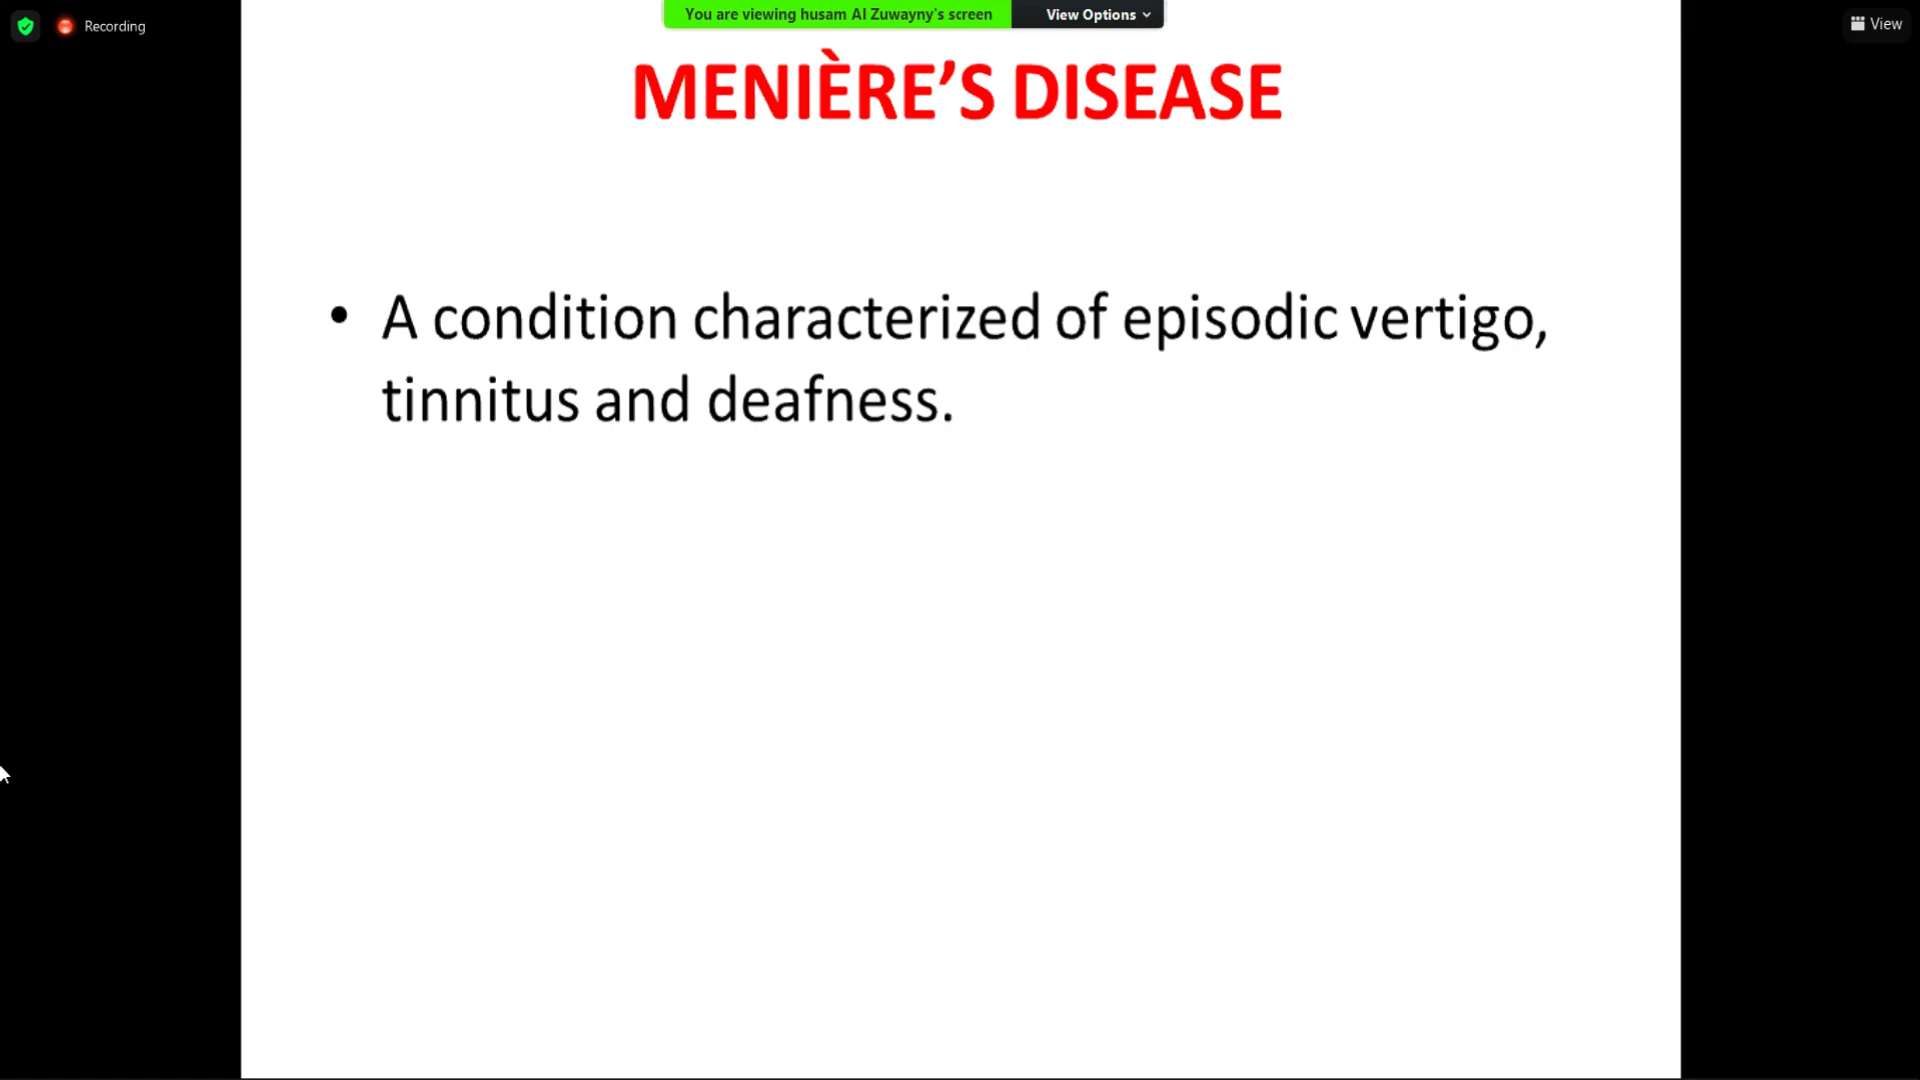 Recording
You are viewing husam Al Zuwayny's screen
View Options
View
MENIÈRE’S DISEASE
• A condition characterized of episodic vertigo,
tinnitus and deafness.